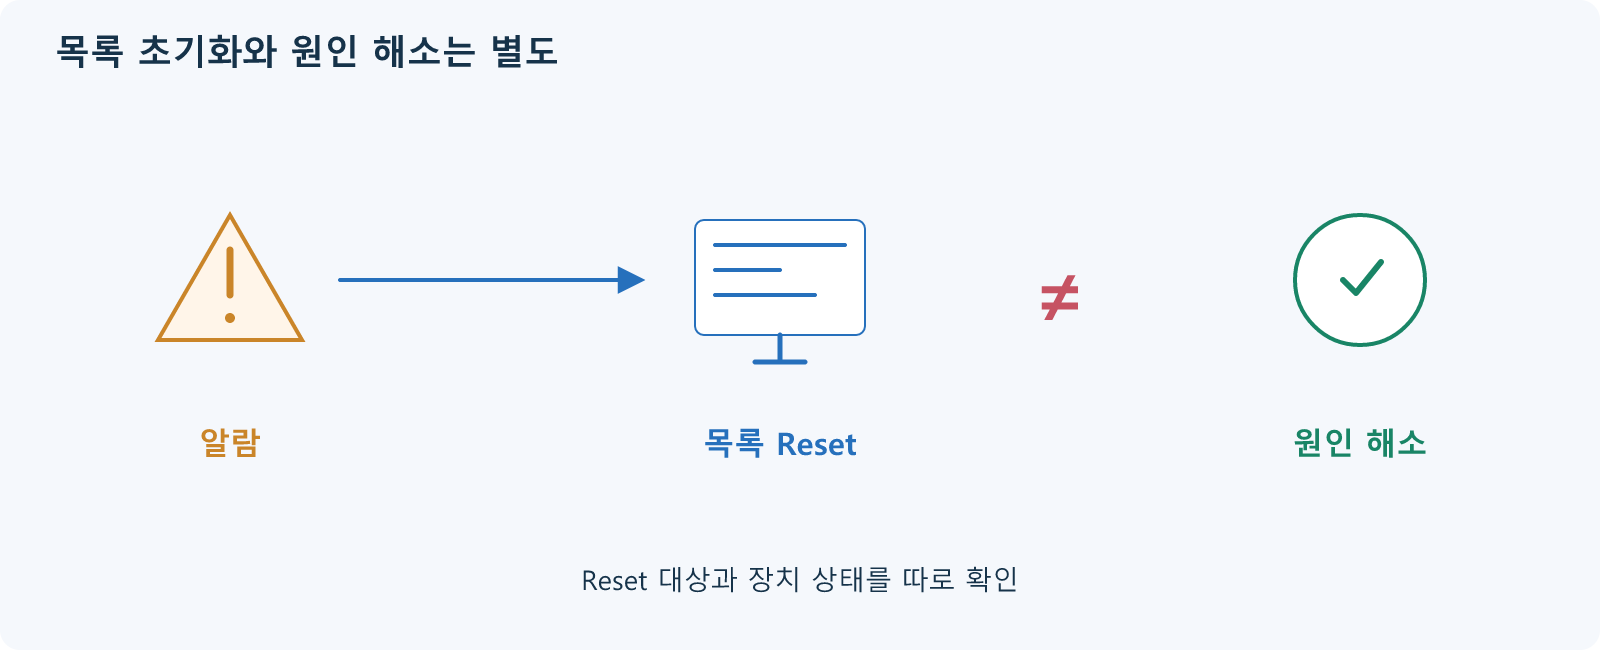 목록 초기화와 원인 해소는 별도
≠
알람
목록 Reset
원인 해소
Reset 대상과 장치 상태를 따로 확인